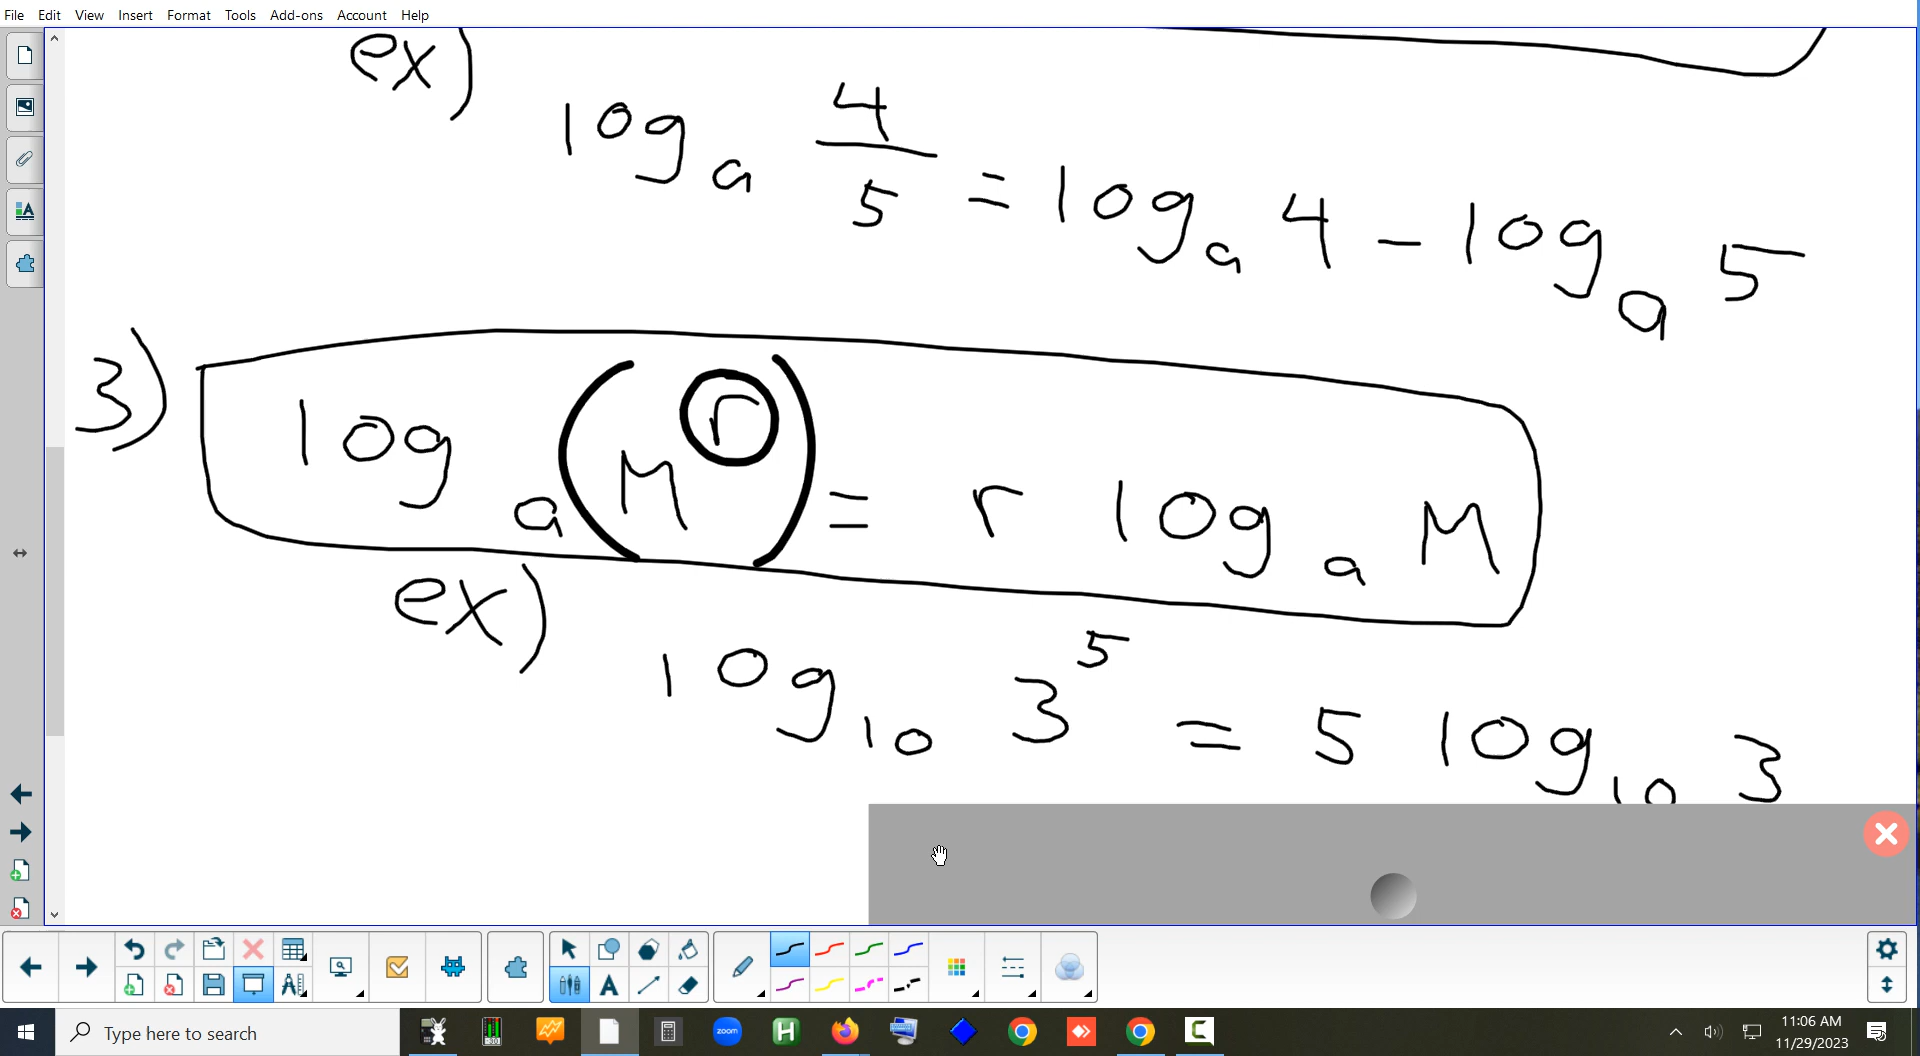 File Edit View Insert Format Tools Add-ons Account Help
ex)
log_a 4/5 = log_a 4 - log_a 5
3) log_a (M^r) = r log_a M
ex)
log_10 3^5 = 5 log_10 3
Type here to search
zoom
11:06 AM
11/29/2023